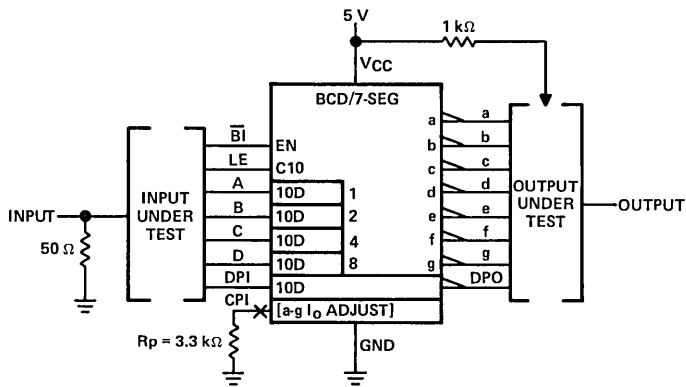 5 V
1 kΩ
VCC
BCD/7-SEG
BI
LE
A
B
C
D
DPI
CPI
EN
C10
10D 1
10D 2
10D 4
10D 8
10D
[a-g IO ADJUST]
a
b
c
d
e
f
g
a
b
c
d
e
f
g
DPO
INPUT
INPUT
UNDER
TEST
50 Ω
OUTPUT
UNDER
TEST
OUTPUT
Rp = 3.3 kΩ
GND